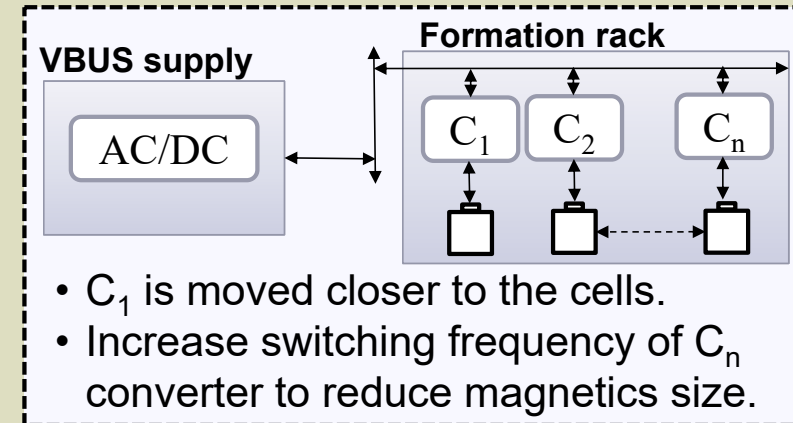 Formation rack
VBUS supply
AC/DC
C₁ C₂ Cₙ
• C₁ is moved closer to the cells.
• Increase switching frequency of Cₙ
converter to reduce magnetics size.